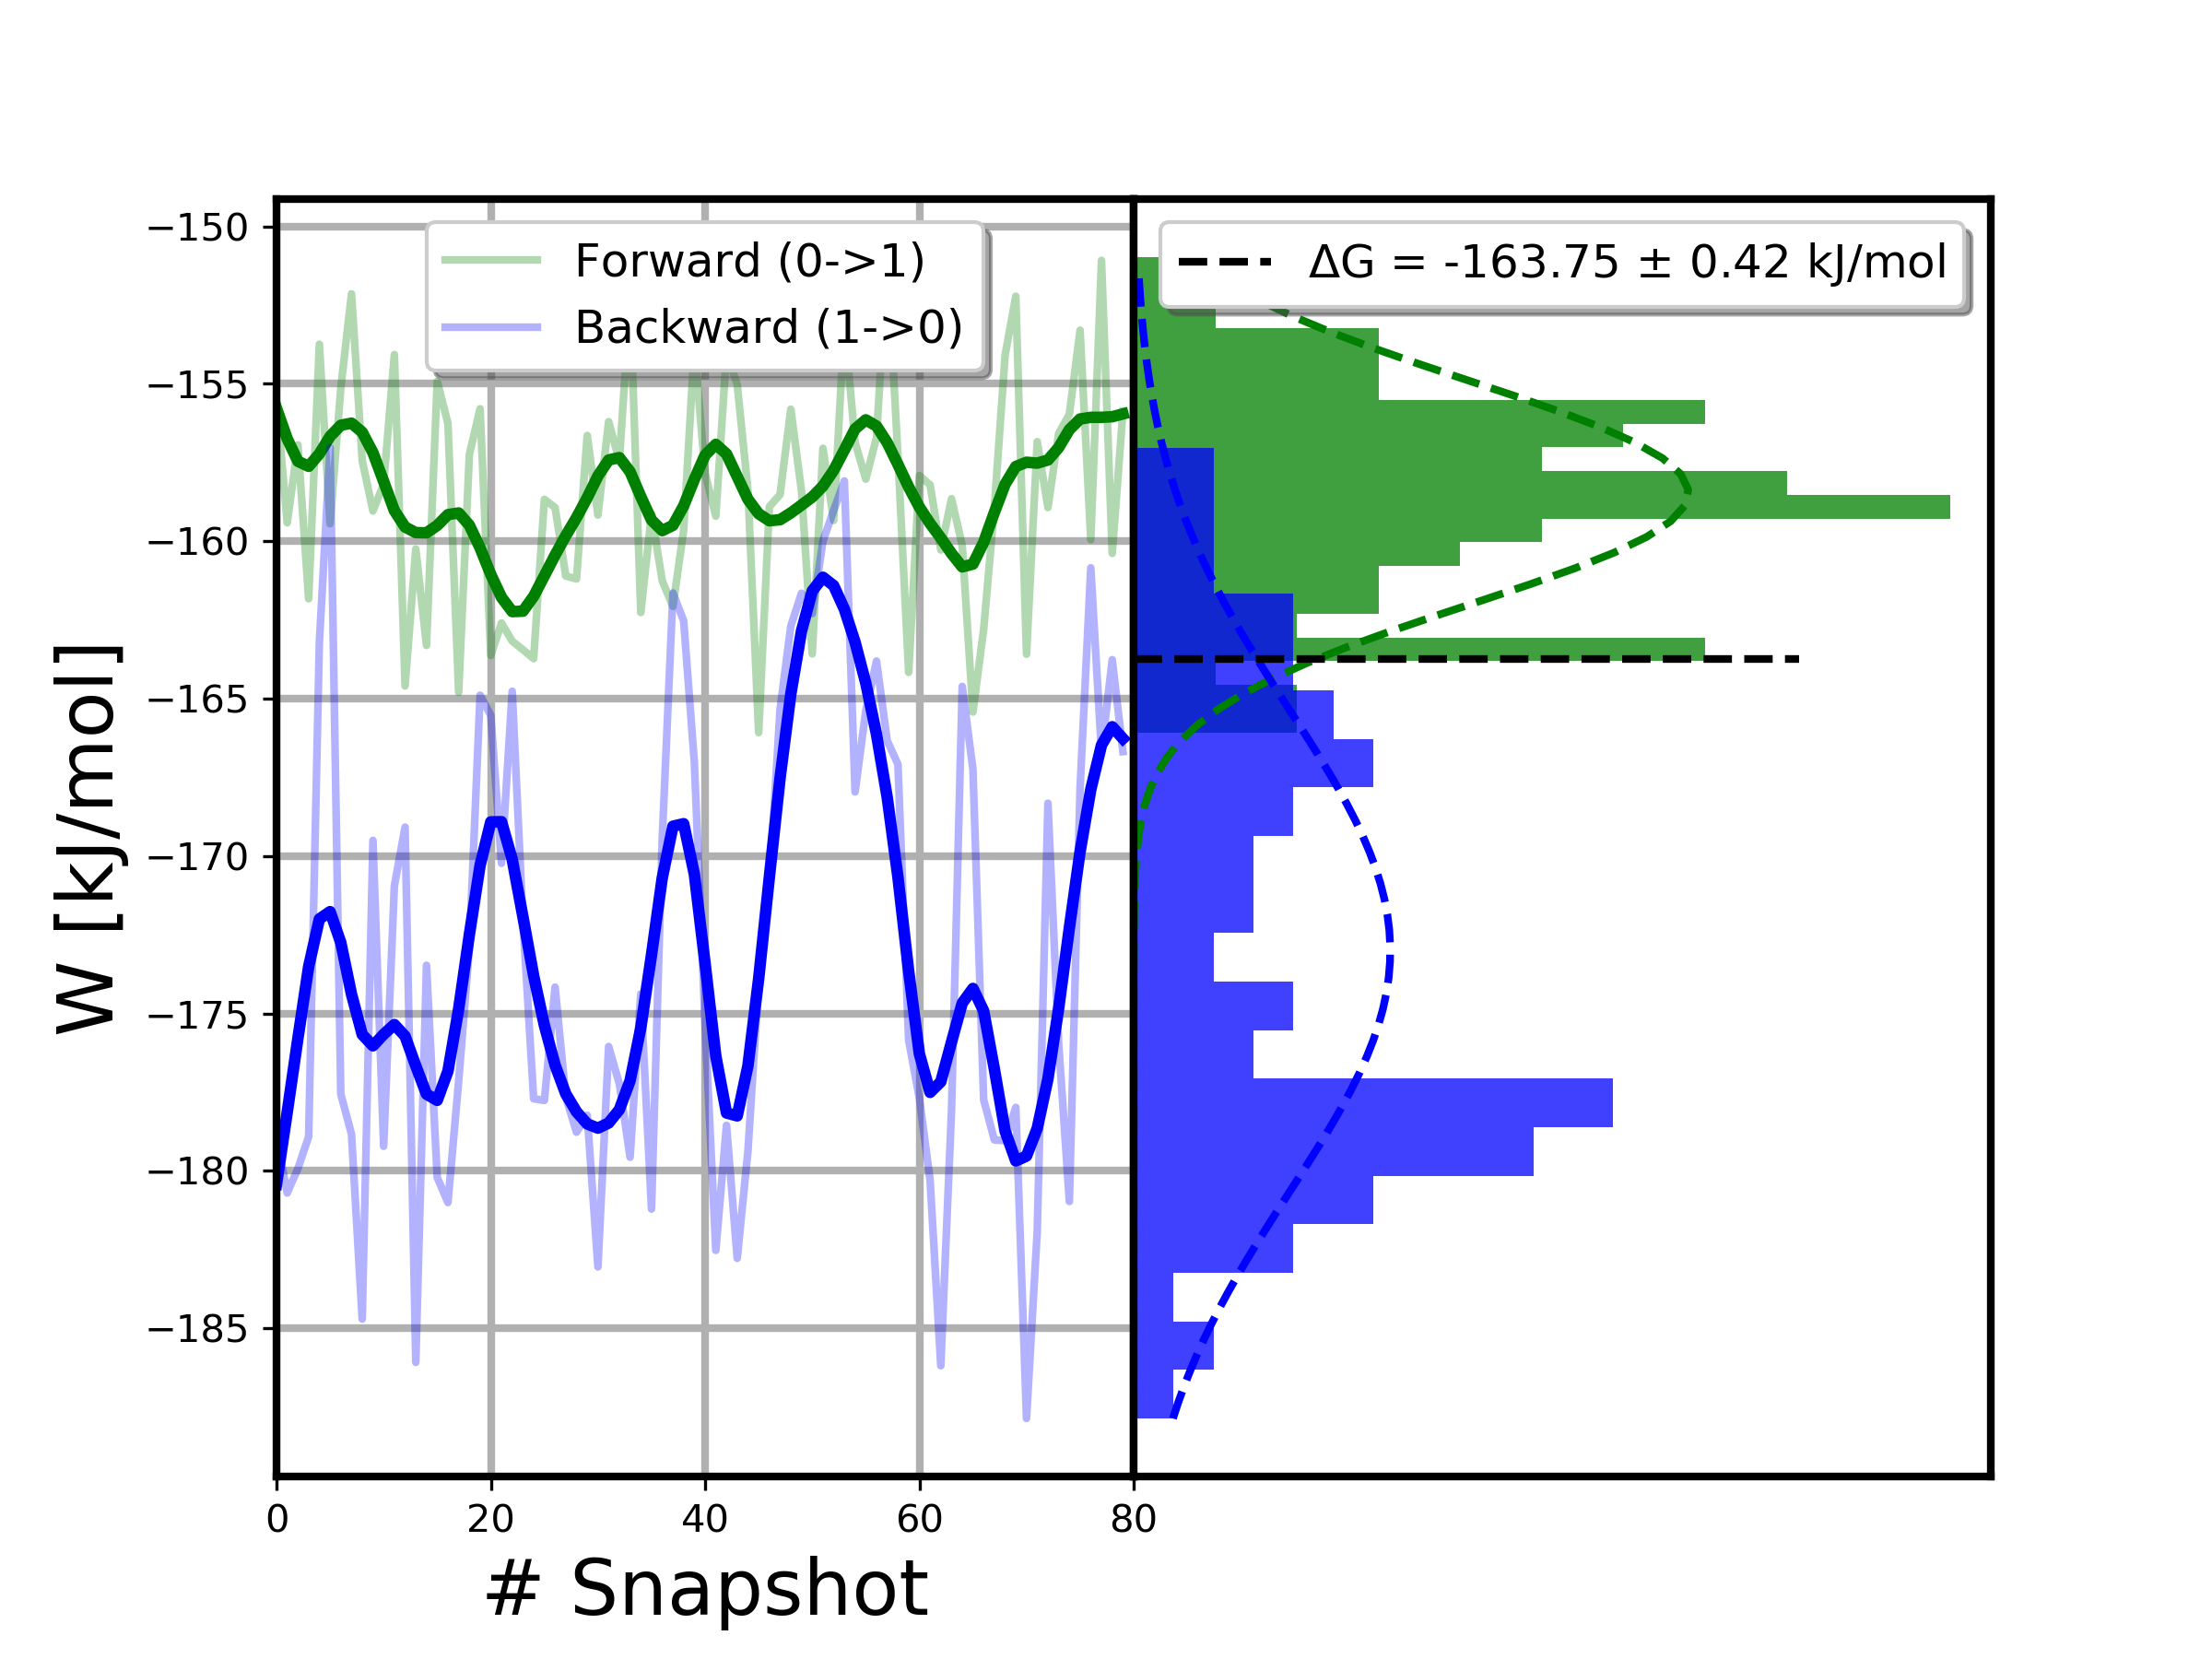 Forward (0->1)
Backward (1->0)
ΔG = -163.75 ± 0.42 kJ/mol
W [kJ/mol]
−150
−155
−160
−165
−170
−175
−180
−185
0 20 40 60 80
# Snapshot